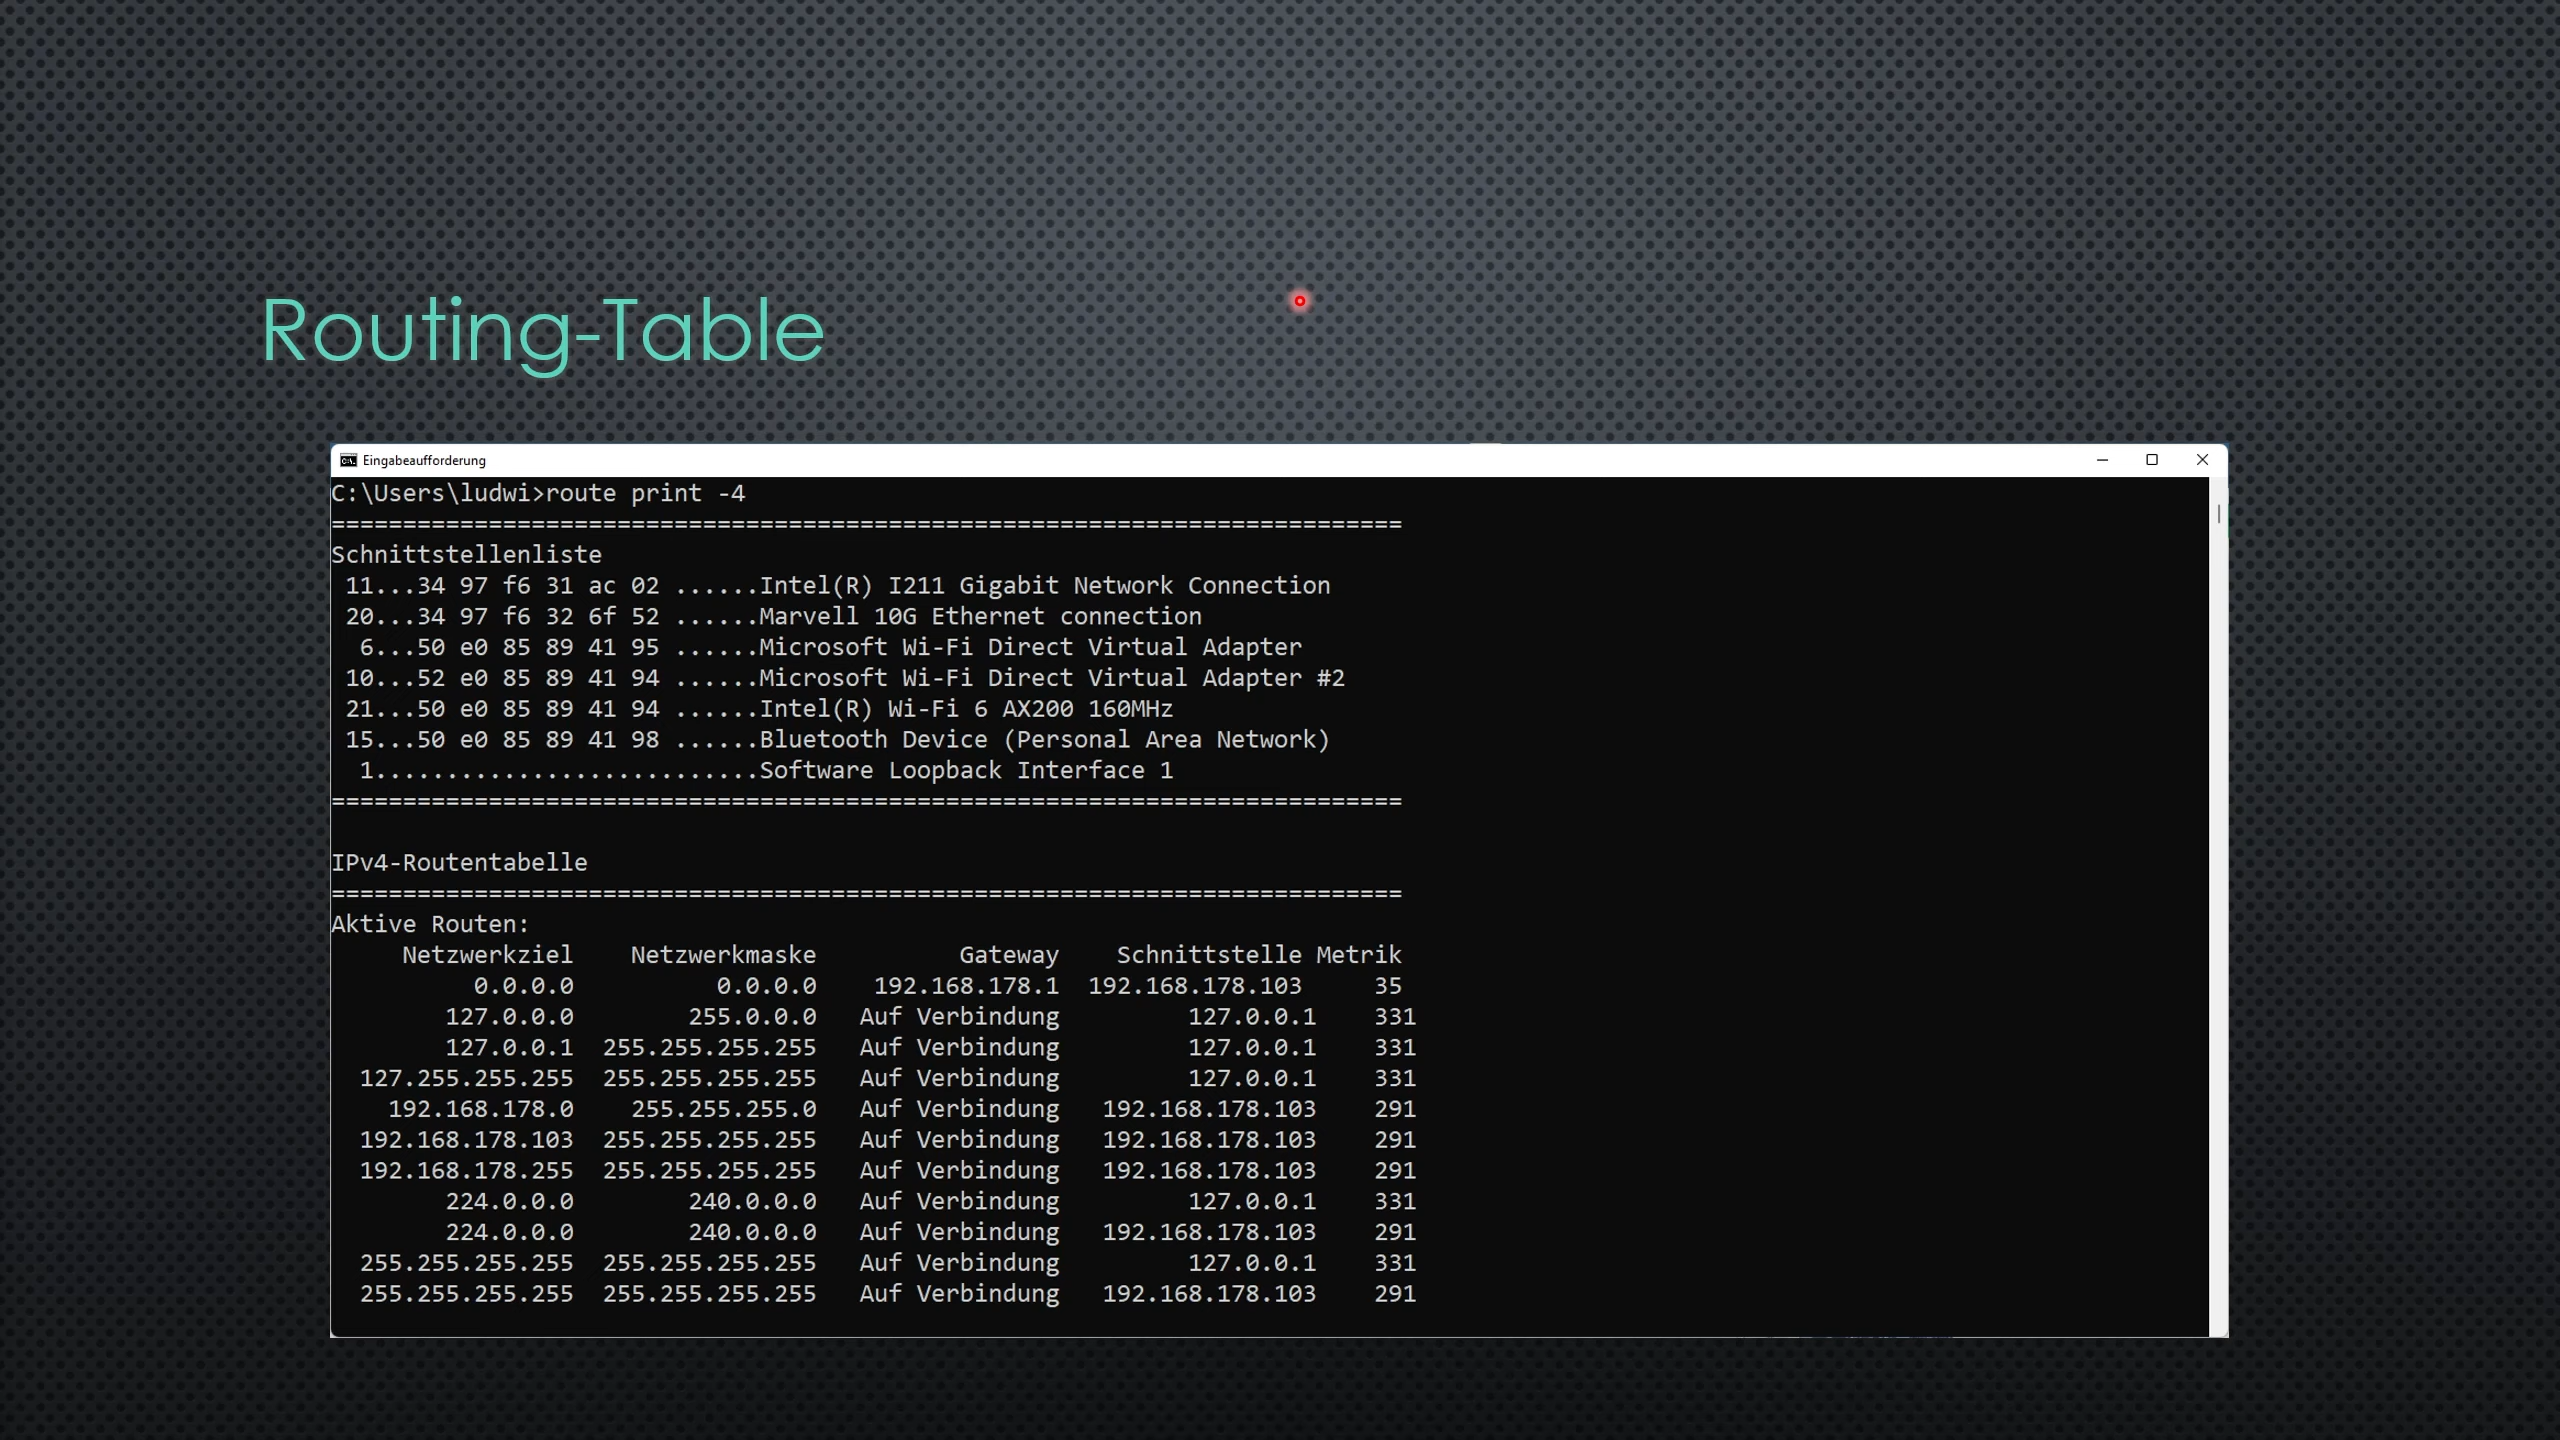 Routing-Table
Eingabeaufforderung
C:\Users\ludwi>route print -4
===========================================================================
Schnittstellenliste
 11...34 97 f6 31 ac 02 ......Intel(R) I211 Gigabit Network Connection
 20...34 97 f6 32 6f 52 ......Marvell 10G Ethernet connection
  6...50 e0 85 89 41 95 ......Microsoft Wi-Fi Direct Virtual Adapter
 10...52 e0 85 89 41 94 ......Microsoft Wi-Fi Direct Virtual Adapter #2
 21...50 e0 85 89 41 94 ......Intel(R) Wi-Fi 6 AX200 160MHz
 15...50 e0 85 89 41 98 ......Bluetooth Device (Personal Area Network)
  1...........................Software Loopback Interface 1
===========================================================================
IPv4-Routentabelle
===========================================================================
Aktive Routen:
     Netzwerkziel    Netzwerkmaske          Gateway    Schnittstelle Metrik
          0.0.0.0          0.0.0.0    192.168.178.1  192.168.178.103     35
        127.0.0.0        255.0.0.0   Auf Verbindung         127.0.0.1    331
        127.0.0.1  255.255.255.255   Auf Verbindung         127.0.0.1    331
  127.255.255.255  255.255.255.255   Auf Verbindung         127.0.0.1    331
    192.168.178.0    255.255.255.0   Auf Verbindung   192.168.178.103    291
  192.168.178.103  255.255.255.255   Auf Verbindung   192.168.178.103    291
  192.168.178.255  255.255.255.255   Auf Verbindung   192.168.178.103    291
        224.0.0.0        240.0.0.0   Auf Verbindung         127.0.0.1    331
        224.0.0.0        240.0.0.0   Auf Verbindung   192.168.178.103    291
  255.255.255.255  255.255.255.255   Auf Verbindung         127.0.0.1    331
  255.255.255.255  255.255.255.255   Auf Verbindung   192.168.178.103    291